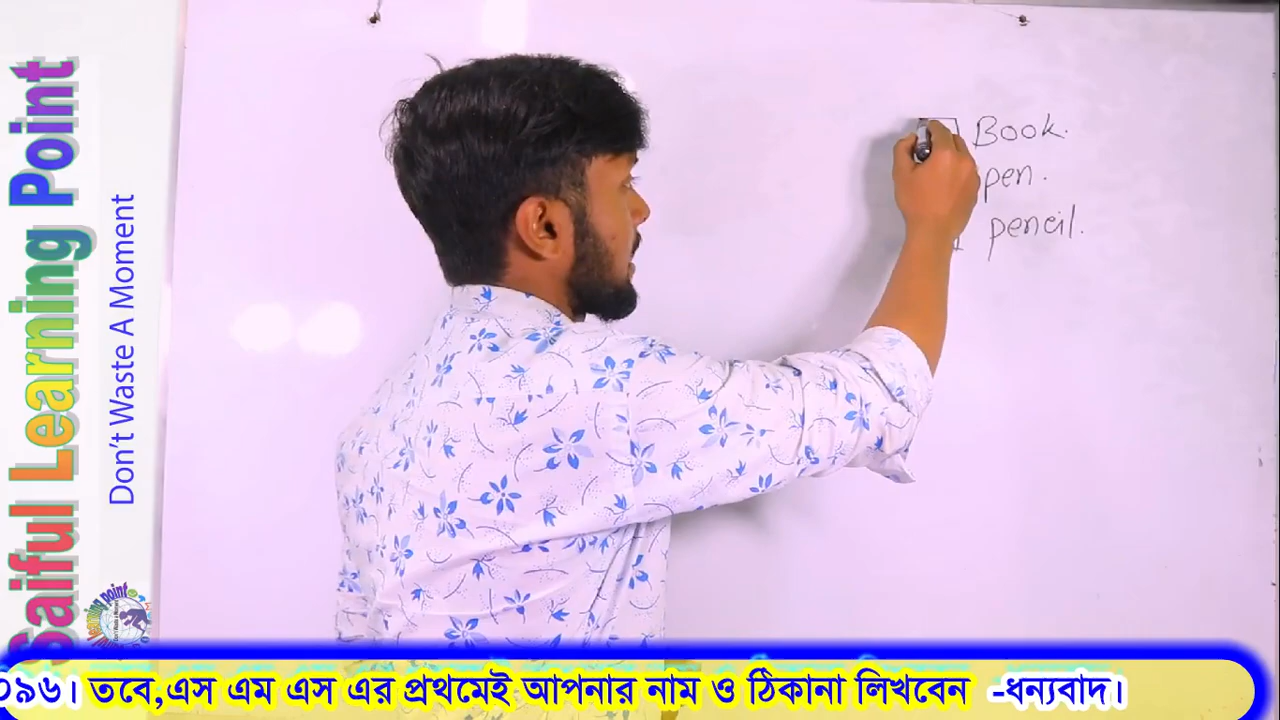 Saiful Learning Point
Don't Waste A Moment
Book.
pen.
pencil.
০৯৬। তবে,এস এম এস এর প্রথমেই আপনার নাম ও ঠিকানা লিখবেন -ধন্যবাদ।